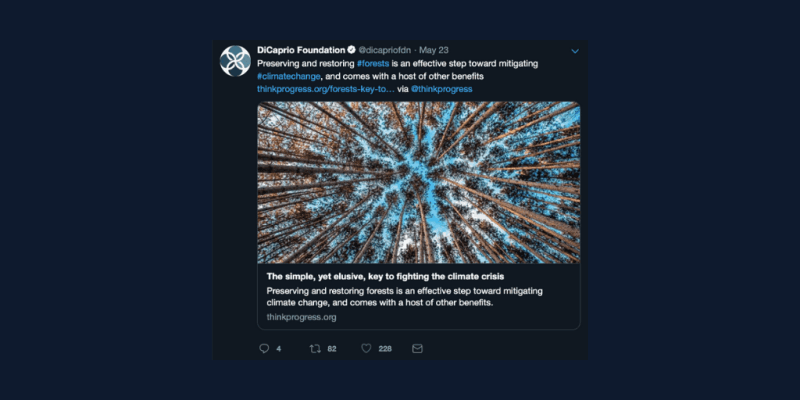 DiCaprio Foundation @dicapriofdn · May 23
Preserving and restoring #forests is an effective step toward mitigating
#climatechange, and comes with a host of other benefits
thinkprogress.org/forests-key-to... via @thinkprogress
The simple, yet elusive, key to fighting the climate crisis
Preserving and restoring forests is an effective step toward mitigating
climate change, and comes with a host of other benefits.
thinkprogress.org
4 62 228